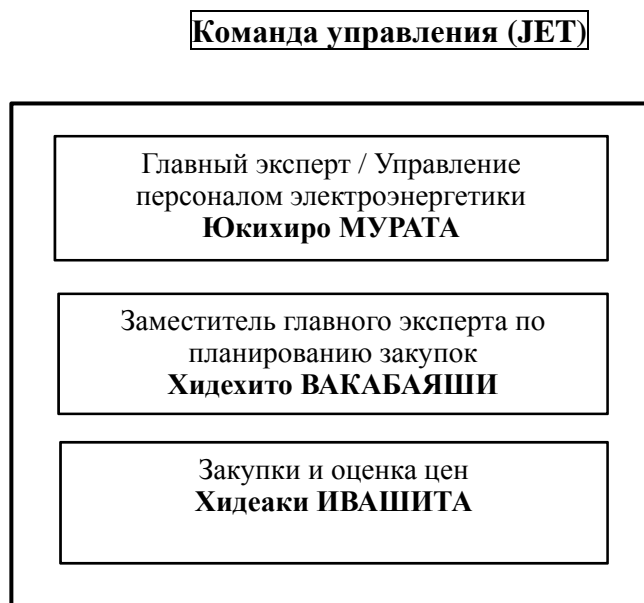 Команда управления (JET)
Главный эксперт / Управление
персоналом электроэнергетики
Юкихиро МУРАТА
Заместитель главного эксперта по
планированию закупок
Хидехито ВАКАБАЯШИ
Закупки и оценка цен
Хидеаки ИВАШИТА